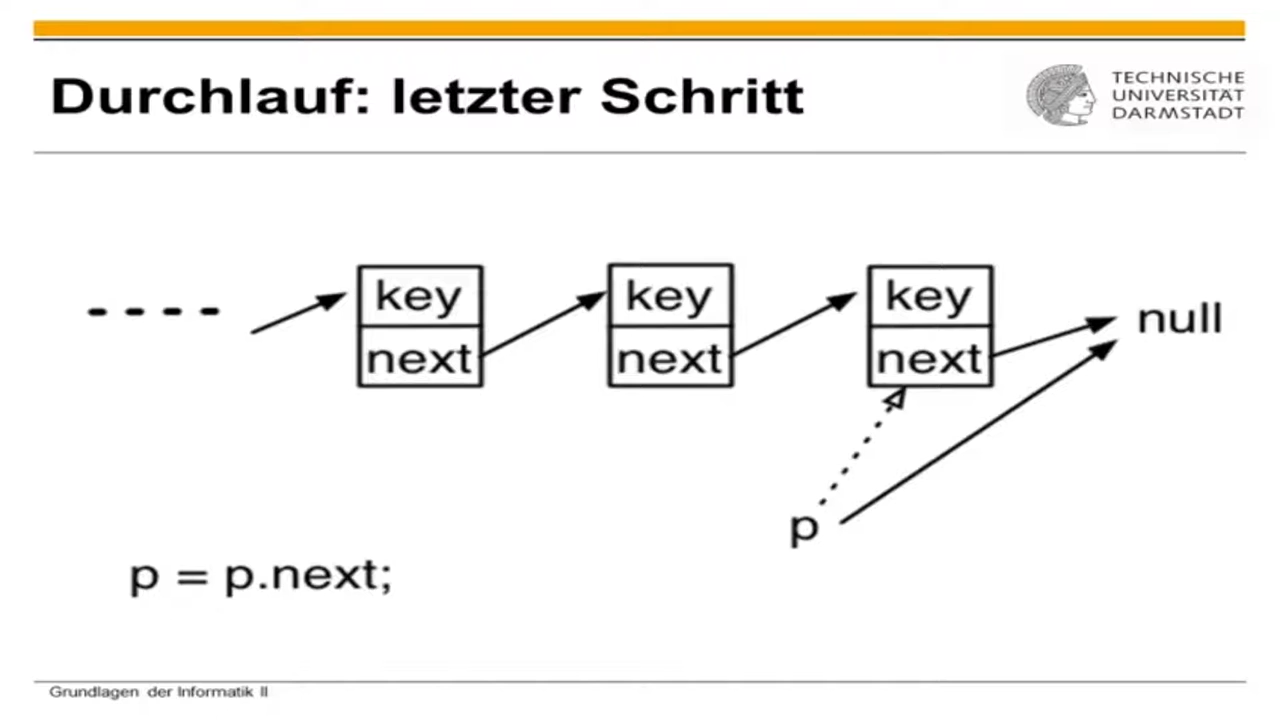 Durchlauf: letzter Schritt
TECHNISCHE
UNIVERSITÄT
DARMSTADT
key
key
key
null
next
next
next
p
p = p.next;
Grundlagen der Informatik II